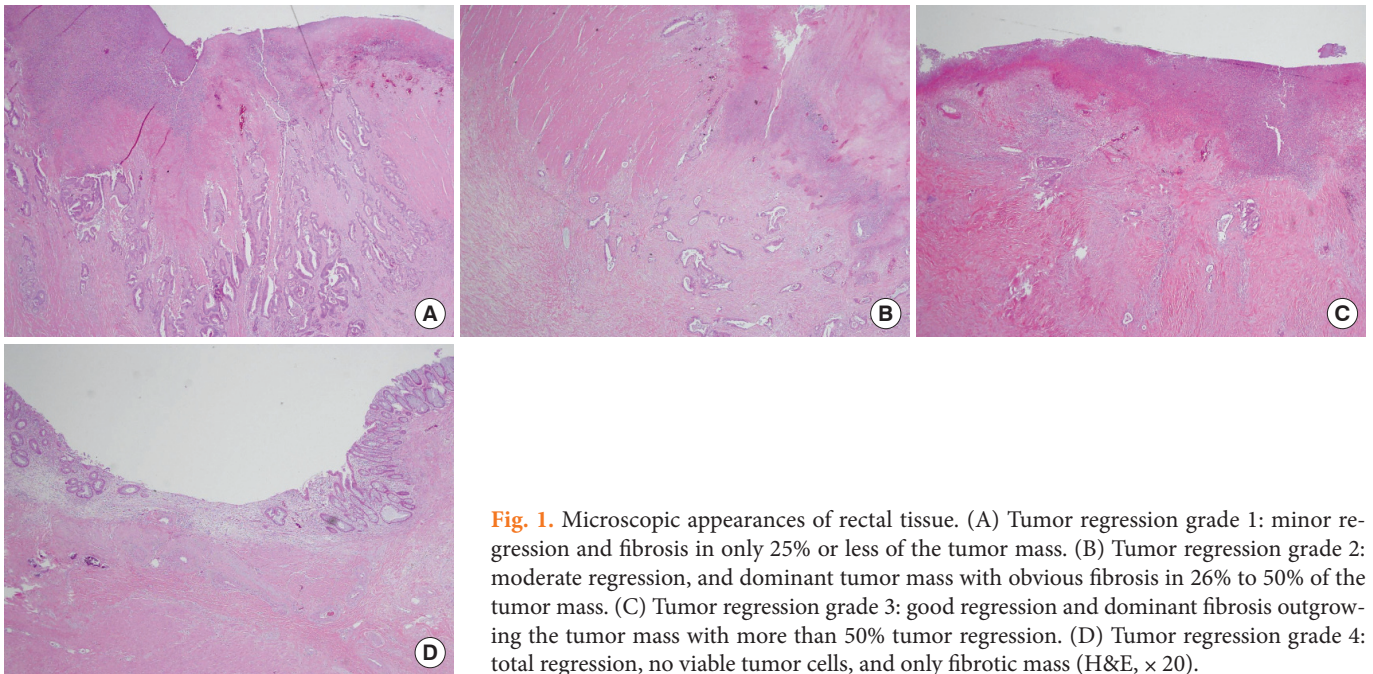 A
B
C
D
Fig. 1. Microscopic appearances of rectal tissue. (A) Tumor regression grade 1: minor re-
gression and fibrosis in only 25% or less of the tumor mass. (B) Tumor regression grade 2:
moderate regression, and dominant tumor mass with obvious fibrosis in 26% to 50% of the
tumor mass. (C) Tumor regression grade 3: good regression and dominant fibrosis outgrow-
ing the tumor mass with more than 50% tumor regression. (D) Tumor regression grade 4:
total regression, no viable tumor cells, and only fibrotic mass (H&E, × 20).